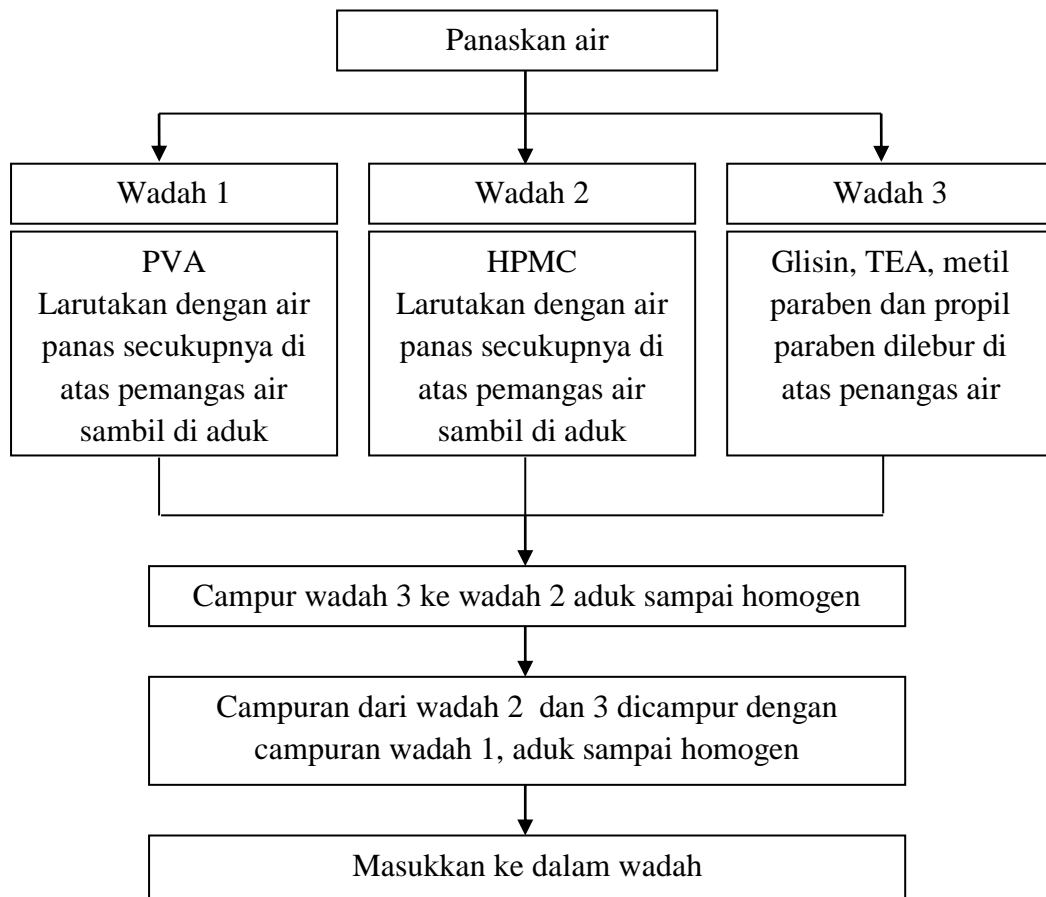 Panaskan air
Wadah 1
Wadah 2
Wadah 3
PVA
Larutakan dengan air
panas secukupnya di
atas pemangas air
sambil di aduk
HPMC
Larutakan dengan air
panas secukupnya di
atas pemangas air
sambil di aduk
Glisin, TEA, metil
paraben dan propil
paraben dilebur di
atas penangas air
Campur wadah 3 ke wadah 2 aduk sampai homogen
Campuran dari wadah 2  dan 3 dicampur dengan
campuran wadah 1, aduk sampai homogen
Masukkan ke dalam wadah